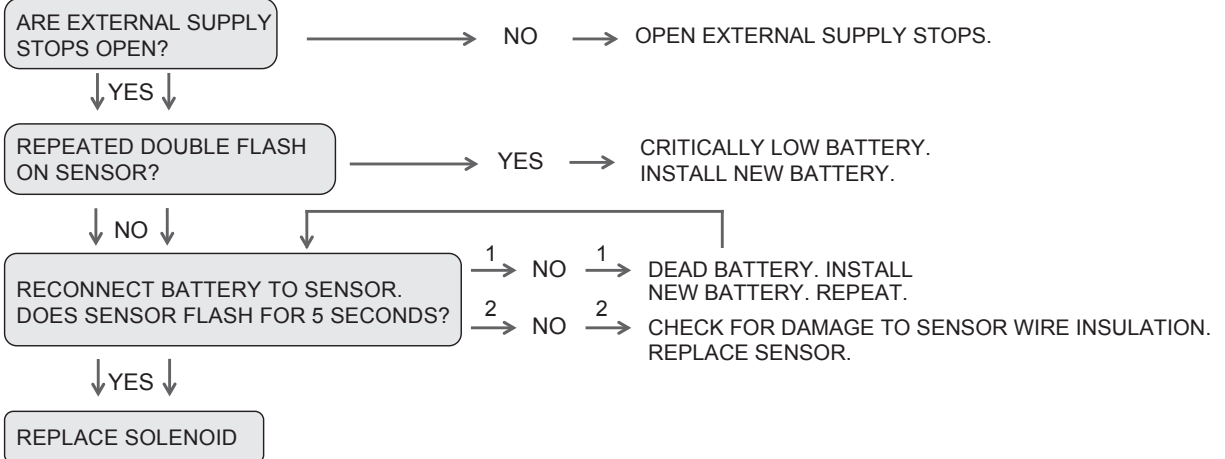 ARE EXTERNAL SUPPLY
STOPS OPEN?
NO
OPEN EXTERNAL SUPPLY STOPS.
YES
REPEATED DOUBLE FLASH
ON SENSOR?
YES
CRITICALLY LOW BATTERY.
INSTALL NEW BATTERY.
NO
RECONNECT BATTERY TO SENSOR.
DOES SENSOR FLASH FOR 5 SECONDS?
1 NO 1
DEAD BATTERY. INSTALL
NEW BATTERY. REPEAT.
2 NO 2
CHECK FOR DAMAGE TO SENSOR WIRE INSULATION.
REPLACE SENSOR.
YES
REPLACE SOLENOID